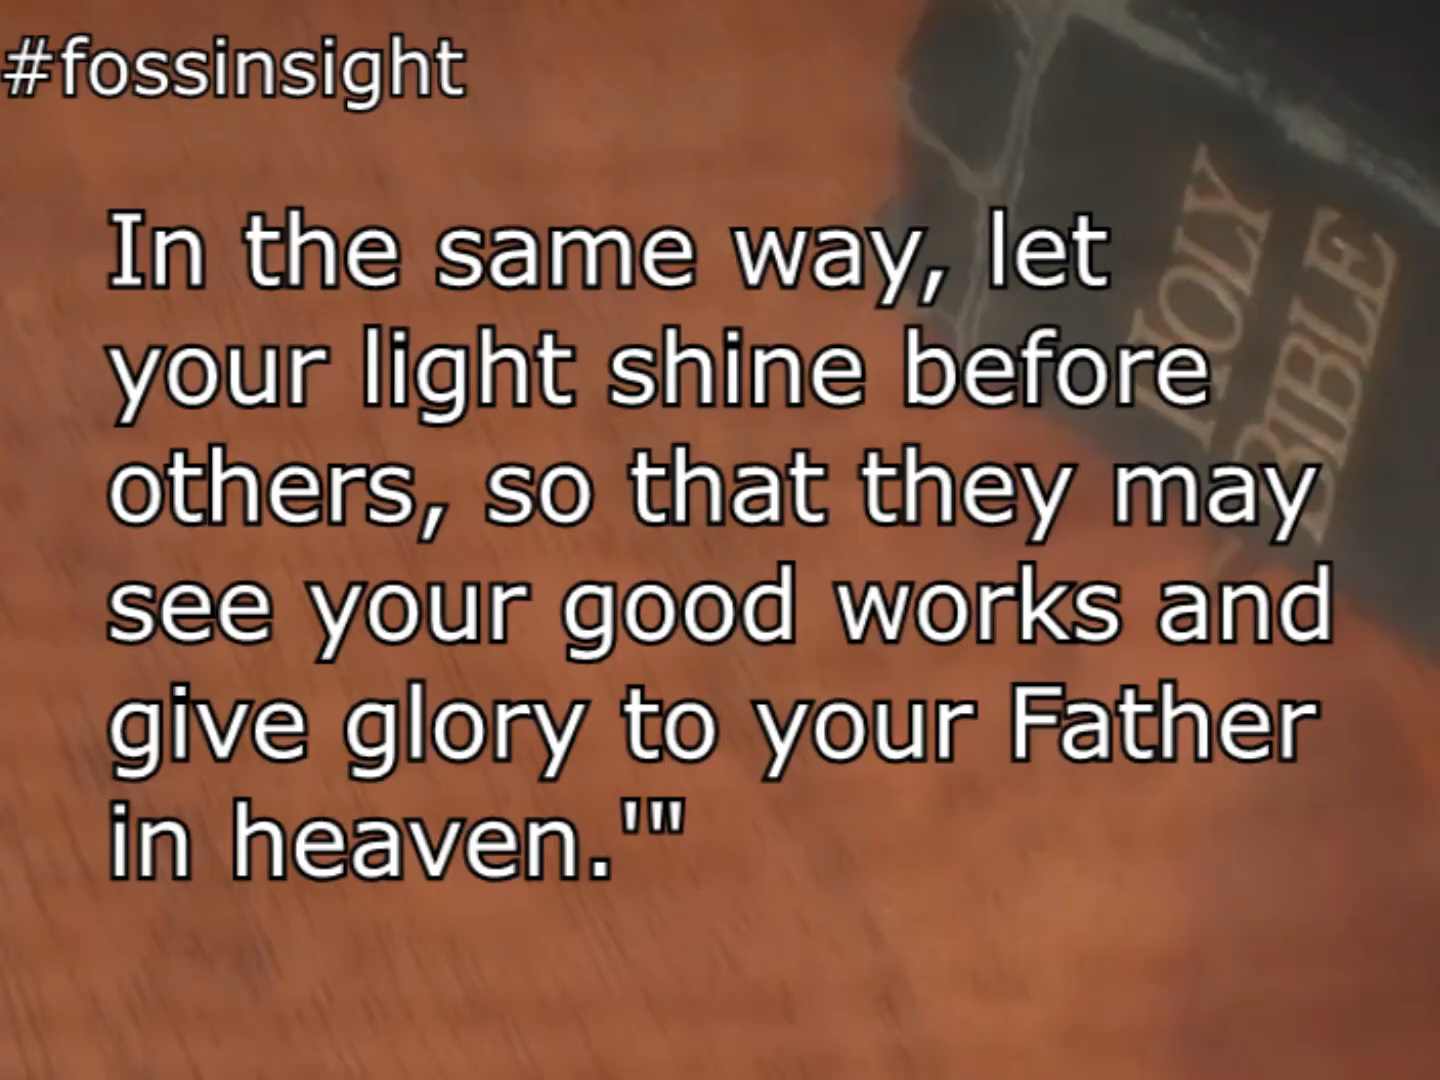 #fossinsight
In the same way, let
your light shine before
others, so that they may
see your good works and
give glory to your Father
in heaven.'"
HOLY
BIBLE